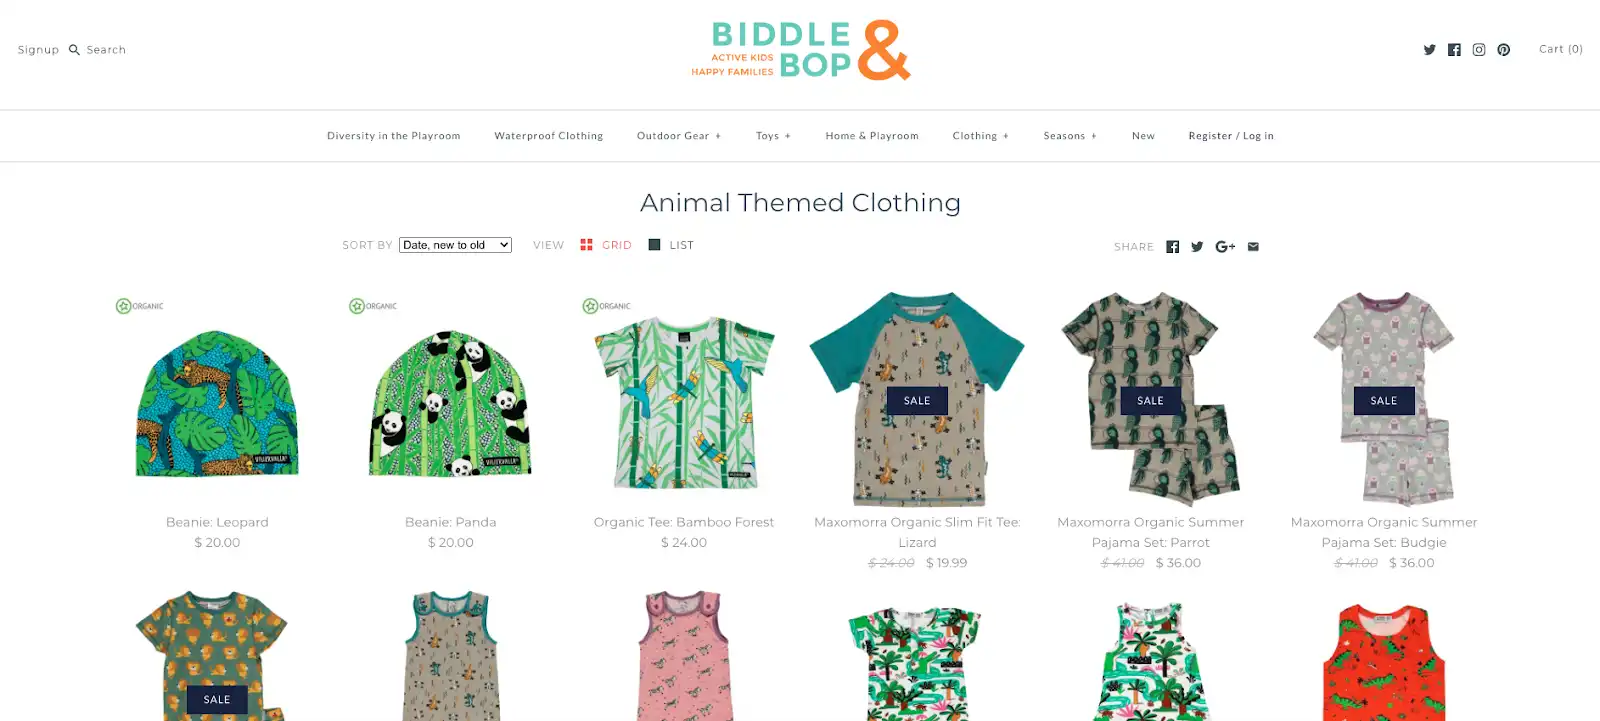 Signup Search
BIDDLE &
ACTIVE KIDS
HAPPY FAMILIES BOP
Cart (0)
Diversity in the Playroom Waterproof Clothing Outdoor Gear + Toys + Home & Playroom Clothing + Seasons + New Register / Log in
Animal Themed Clothing
SORT BY Date, new to old VIEW GRID LIST SHARE G+
ORGANIC ORGANIC ORGANIC
SALE SALE SALE
VILLERVALLA
Beanie: Leopard
$ 20.00
Beanie: Panda
$ 20.00
Organic Tee: Bamboo Forest
$ 24.00
Maxomorra Organic Slim Fit Tee:
Lizard
$ 24.00 $ 19.99
Maxomorra Organic Summer
Pajama Set: Parrot
$ 41.00 $ 36.00
Maxomorra Organic Summer
Pajama Set: Budgie
$ 41.00 $ 36.00
SALE